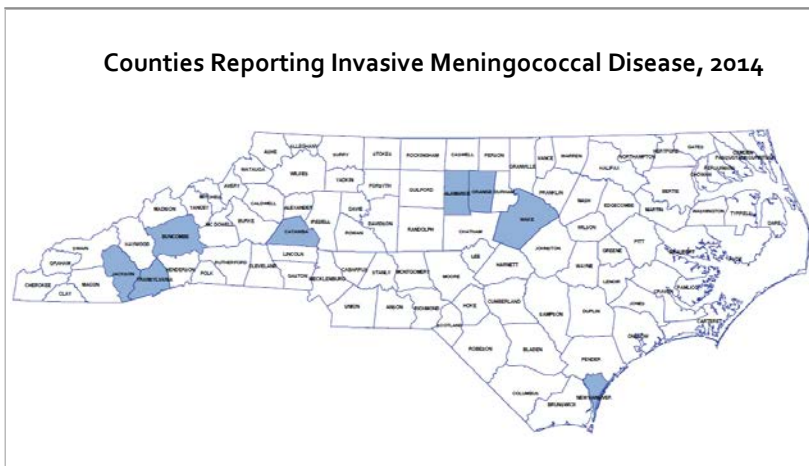 Counties Reporting Invasive Meningococcal Disease, 2014
ASHE
ALLEGHANY
SURRY
STOKES
ROCKINGHAM
CASWELL
PERSON
GRANVILLE
VANCE
WARREN
NORTHAMPTON
HERTFORD
GATES
CAMDEN
HALIFAX
WATAUGA
WILKES
YADKIN
FORSYTH
GUILFORD
ALAMANCE
ORANGE
DURHAM
FRANKLIN
NASH
EDGECOMBE
BERTIE
CHOWAN
AVERY
MITCHELL
YANCEY
MADISON
CALDWELL
ALEXANDER
IREDELL
DAVIE
DAVIDSON
RANDOLPH
CHATHAM
WAKE
WILSON
MARTIN
WASHINGTON
TYRRELL
DARE
BUNCOMBE
MC DOWELL
BURKE
CATAWBA
ROWAN
LEE
JOHNSTON
GREENE
PITT
BEAUFORT
HYDE
SWAIN
HAYWOOD
GRAHAM
JACKSON
TRANSYLVANIA
HENDERSON
POLK
RUTHERFORD
CLEVELAND
LINCOLN
GASTON
MECKLENBURG
CABARRUS
STANLY
MONTGOMERY
MOORE
HARNETT
WAYNE
LENOIR
CRAVEN
PAMLICO
CHEROKEE
CLAY
MACON
UNION
ANSON
RICHMOND
SCOTLAND
HOKE
CUMBERLAND
SAMPSON
DUPLIN
JONES
CARTERET
ONSLOW
ROBESON
BLADEN
PENDER
COLUMBUS
BRUNSWICK
NEW HANOVER